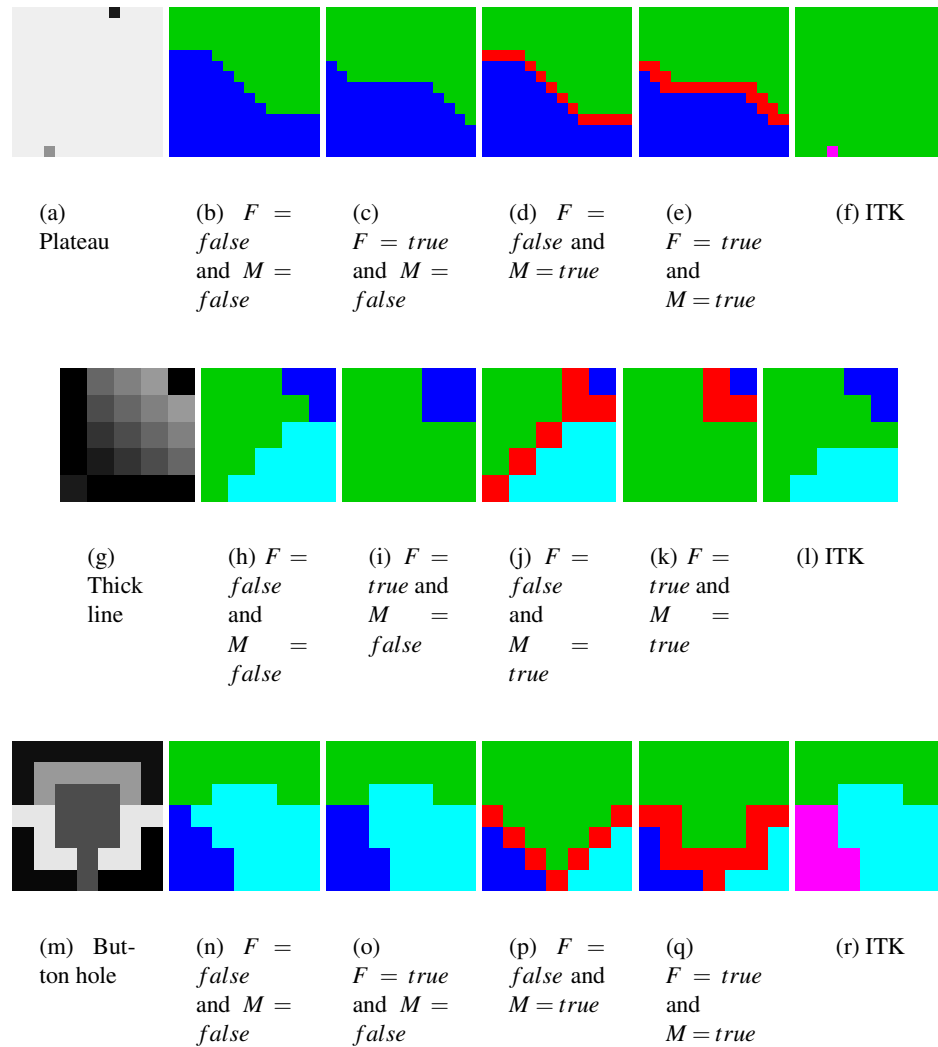 (a)
Plateau
(b) F =
false
and M =
false
(c)
F = true
and M =
false
(d) F =
false and
M = true
(e)
F = true
and
M = true
(f) ITK
(g)
Thick
line
(h) F =
false
and
M =
false
(i) F =
true and
M =
false
(j) F =
false
and
M =
true
(k) F =
true and
M =
true
(l) ITK
(m) But-
ton hole
(n) F =
false
and M =
false
(o)
F = true
and M =
false
(p) F =
false and
M = true
(q)
F = true
and
M = true
(r) ITK